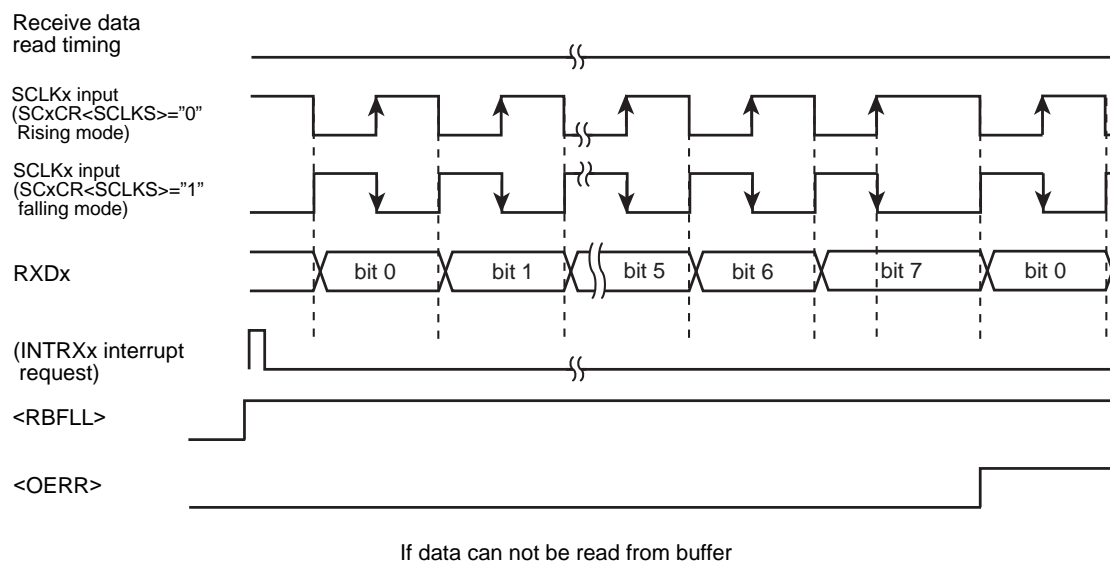 Receive data
read timing
SCLKx input
(SCxCR<SCLKS>="0"
Rising mode)
SCLKx input
(SCxCR<SCLKS>="1"
falling mode)
RXDx
bit 0
bit 1
bit 5
bit 6
bit 7
bit 0
(INTRXx interrupt
request)
<RBFLL>
<OERR>
If data can not be read from buffer